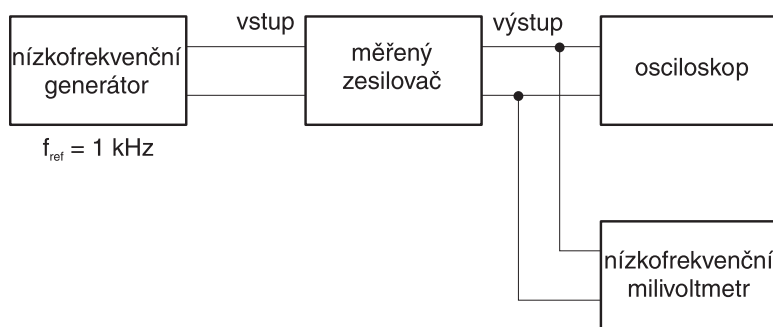 vstup
výstup
nízkofrekvenční
generátor
měřený
zesilovač
osciloskop
f_ref = 1 kHz
nízkofrekvenční
milivoltmetr